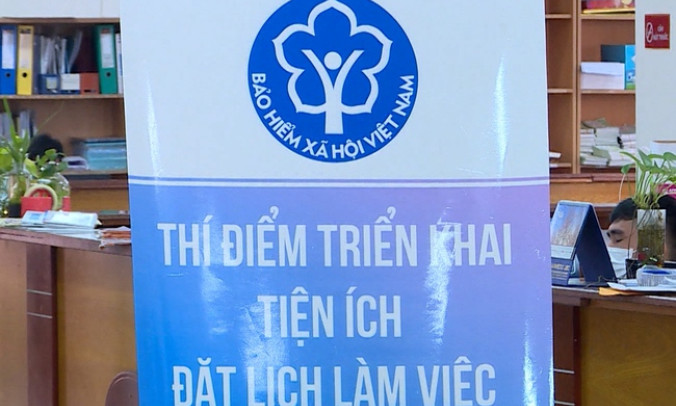 BẢO HIỂM XÃ HỘI VIỆT NAM
THÍ ĐIỂM TRIỂN KHAI
TIỆN ÍCH
ĐẶT LỊCH LÀM VIỆC